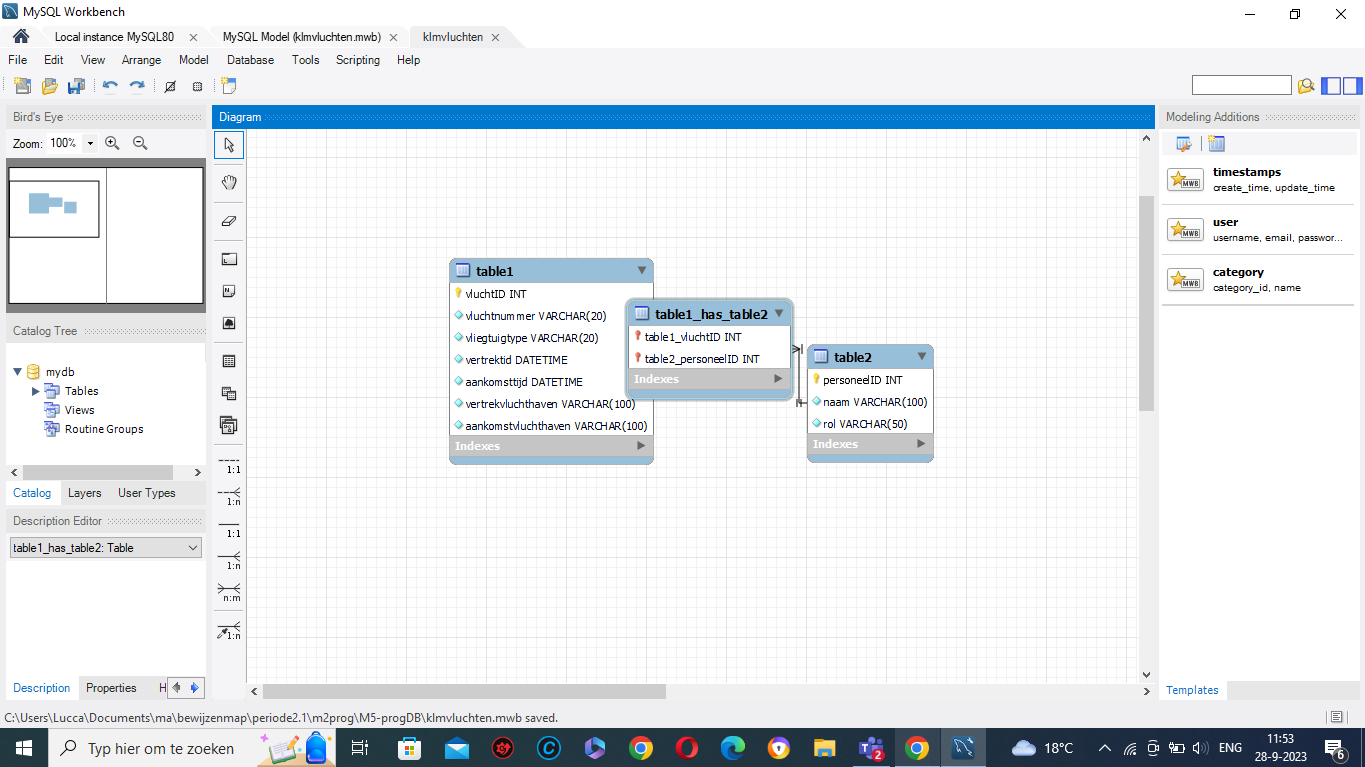 MySQL Workbench
Local instance MySQL80
MySQL Model (klmvluchten.mwb)
klmvluchten
File Edit View Arrange Model Database Tools Scripting Help
Bird's Eye
Zoom: 100%
Catalog Tree
mydb
Tables
Views
Routine Groups
Catalog Layers User Types
Description Editor
table1_has_table2: Table
Description Properties H
Diagram
1:1
1:n
1:1
1:n
n:m
1:n
table1
vluchtID INT
vluchtnummer VARCHAR(20)
vliegtuigtype VARCHAR(20)
vertrektid DATETIME
aankomsttijd DATETIME
vertrekvluchthaven VARCHAR(100)
aankomstvluchthaven VARCHAR(100)
Indexes
table1_has_table2
table1_vluchtID INT
table2_personeelID INT
Indexes
table2
personeelID INT
naam VARCHAR(100)
rol VARCHAR(50)
Indexes
Modeling Additions
MWB
timestamps
create_time, update_time
MWB
user
username, email, passwor...
MWB
category
category_id, name
Templates
C:\Users\Lucca\Documents\ma\bewijzenmap\periode2.1\m2prog\M5-progDB\klmvluchten.mwb saved.
Typ hier om te zoeken
2
18°C
ENG
11:53
28-9-2023
6